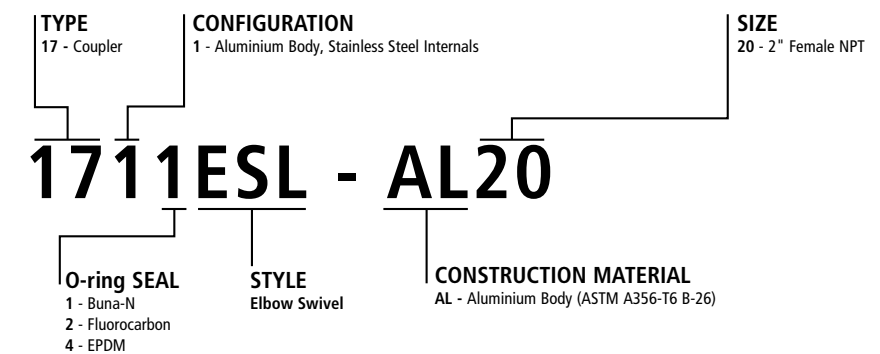 TYPE
17 - Coupler
CONFIGURATION
1 - Aluminium Body, Stainless Steel Internals
SIZE
20 - 2" Female NPT
1711ESL - AL20
O-ring SEAL
1 - Buna-N
2 - Fluorocarbon
4 - EPDM
STYLE
Elbow Swivel
CONSTRUCTION MATERIAL
AL - Aluminium Body (ASTM A356-T6 B-26)